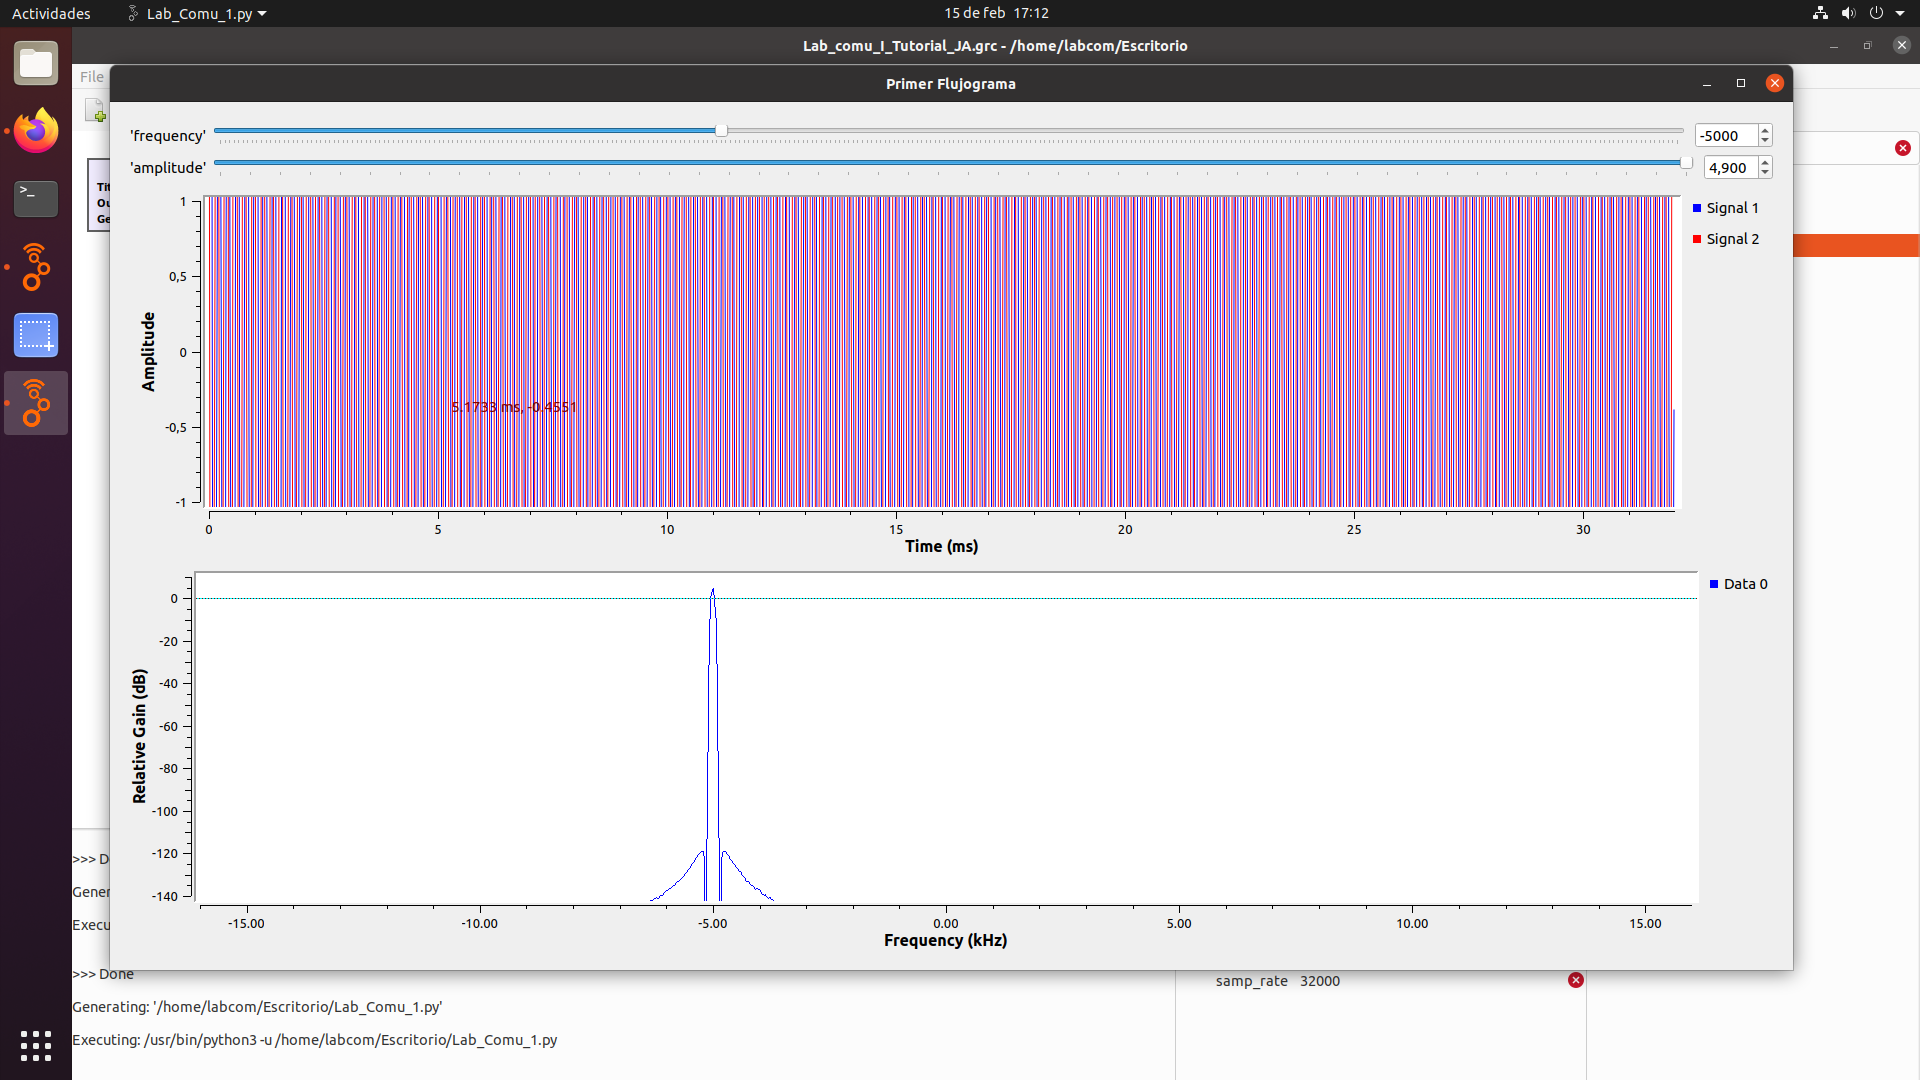 Actividades Lab_Comu_1.py 15 de feb 17:12
Lab_comu_I_Tutorial_JA.grc - /home/labcom/Escritorio
File
Primer Flujograma
'frequency' -5000
'amplitude' 4,900
Tit
Ou
Ge
Signal 1
Signal 2
1
0,5
0
-0,5
-1
Amplitude
5.1733 ms, -0.4551
0 5 10 15 20 25 30
Time (ms)
Data 0
0
-20
-40
-60
-80
-100
-120
-140
Relative Gain (dB)
-15.00 -10.00 -5.00 0.00 5.00 10.00 15.00
Frequency (kHz)
>>> D
Gener
Execu
>>> Done
samp_rate 32000
Generating: '/home/labcom/Escritorio/Lab_Comu_1.py'
Executing: /usr/bin/python3 -u /home/labcom/Escritorio/Lab_Comu_1.py